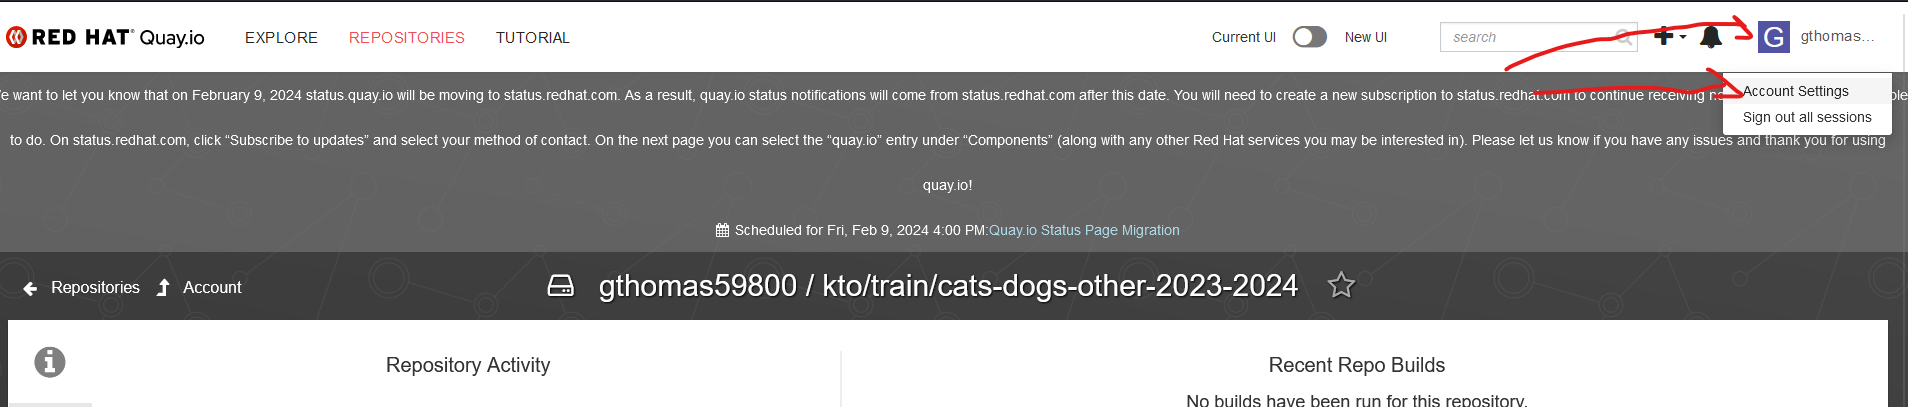 RED HAT Quay.io EXPLORE REPOSITORIES TUTORIAL Current UI New UI search G gthomas...
Account Settings
Sign out all sessions
e want to let you know that on February 9, 2024 status.quay.io will be moving to status.redhat.com. As a result, quay.io status notifications will come from status.redhat.com after this date. You will need to create a new subscription to status.redhat.com to continue receiving
to do. On status.redhat.com, click “Subscribe to updates” and select your method of contact. On the next page you can select the “quay.io” entry under “Components” (along with any other Red Hat services you may be interested in). Please let us know if you have any issues and thank you for using
quay.io!
Scheduled for Fri, Feb 9, 2024 4:00 PM:Quay.io Status Page Migration
Repositories Account gthomas59800 / kto/train/cats-dogs-other-2023-2024
Repository Activity Recent Repo Builds
No builds have been run for this repository.